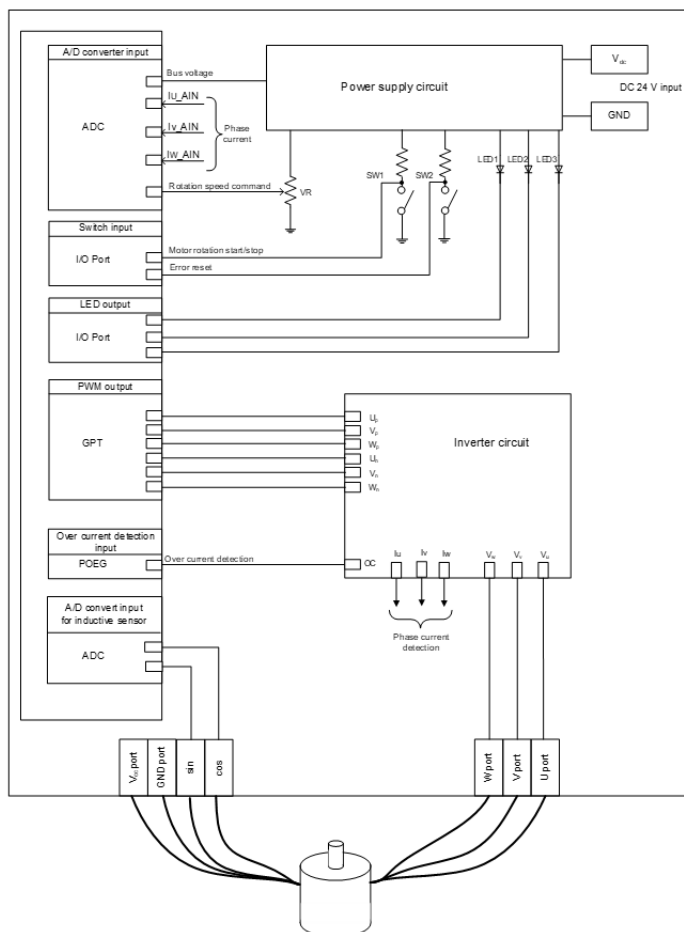 A/D converter input
ADC
Bus voltage
IU_AIN
IV_AIN
IW_AIN
Phase
current
Rotation speed command
VR
Power supply circuit
Vdc
DC 24 V input
GND
SW1
SW2
LED1
LED2
LED3
Switch input
I/O Port
Motor rotation start/stop
Error reset
LED output
I/O Port
PWM output
GPT
Up
Vp
Wp
Un
Vn
Wn
Inverter circuit
Over current detection
input
POEG
Over current detection
OC
Iu
Iv
Iw
Vw
Vv
Vu
Phase current
detection
A/D convert input
for inductive sensor
ADC
Vcc port
GND port
sin
cos
W port
V port
U port